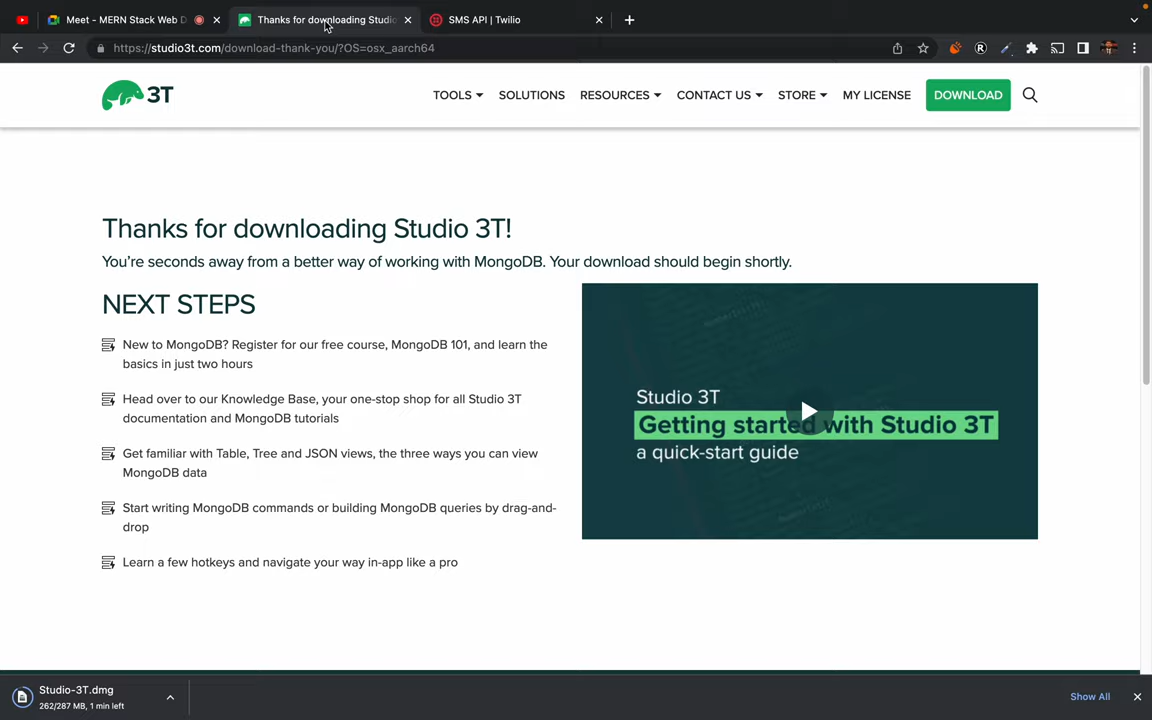 Meet - MERN Stack Web D
Thanks for downloading Studio
SMS API | Twilio
https://studio3t.com/download-thank-you/?OS=osx_aarch64
3T
TOOLS
SOLUTIONS
RESOURCES
CONTACT US
STORE
MY LICENSE
DOWNLOAD
Thanks for downloading Studio 3T!
You're seconds away from a better way of working with MongoDB. Your download should begin shortly.
NEXT STEPS
New to MongoDB? Register for our free course, MongoDB 101, and learn the
basics in just two hours
Head over to our Knowledge Base, your one-stop shop for all Studio 3T
documentation and MongoDB tutorials
Get familiar with Table, Tree and JSON views, the three ways you can view
MongoDB data
Start writing MongoDB commands or building MongoDB queries by drag-and-
drop
Learn a few hotkeys and navigate your way in-app like a pro
Studio 3T
Getting started with Studio 3T
a quick-start guide
Studio-3T.dmg
262/287 MB, 1 min left
Show All